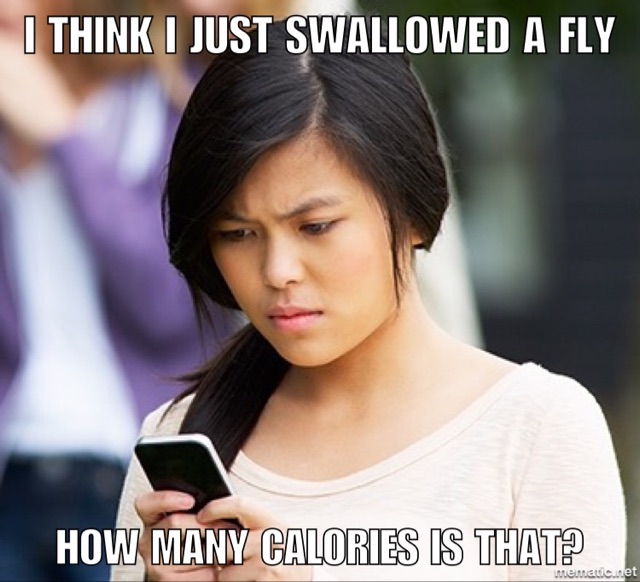 I THINK I JUST SWALLOWED A FLY
HOW MANY CALORIES IS THAT?
mematic.net